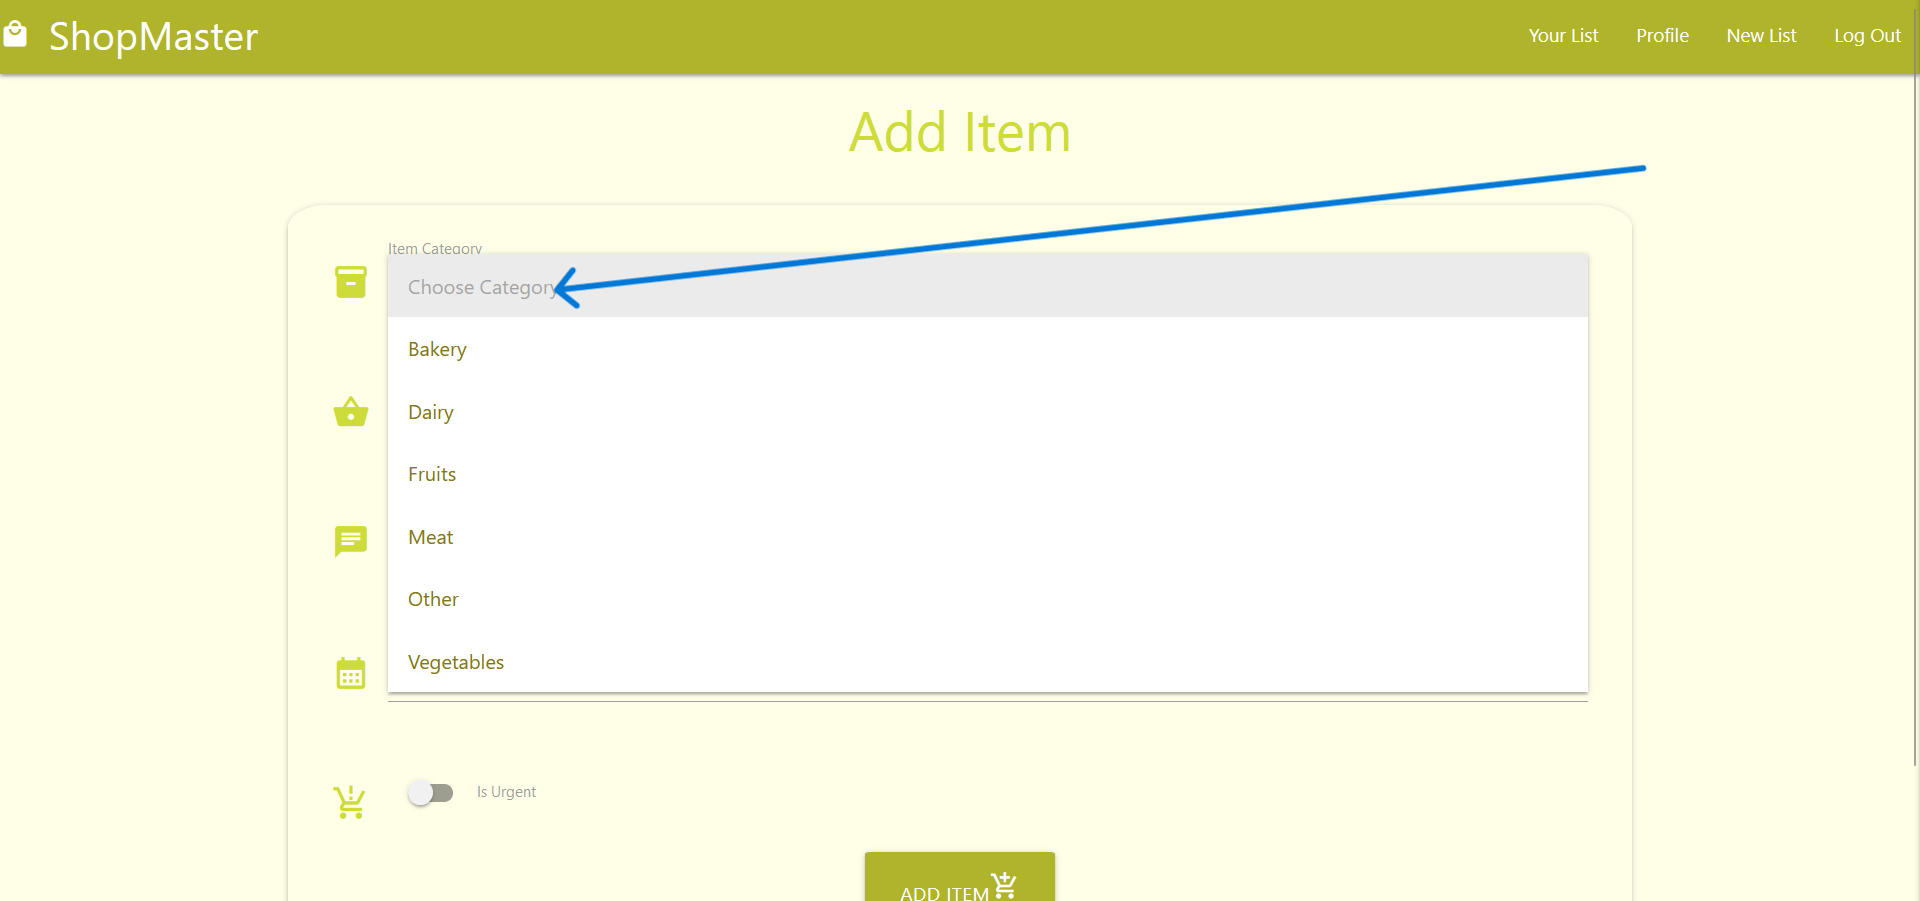 ShopMaster
Your List
Profile
New List
Log Out
Add Item
Item Category
Choose Category
Bakery
Dairy
Fruits
Meat
Other
Vegetables
Is Urgent
ADD ITEM